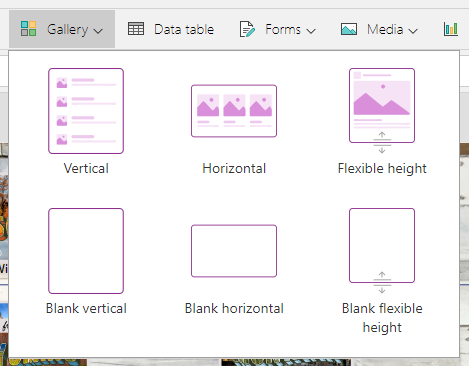 Gallery Data table Forms Media
Vertical Horizontal Flexible height
Blank vertical Blank horizontal Blank flexible
height